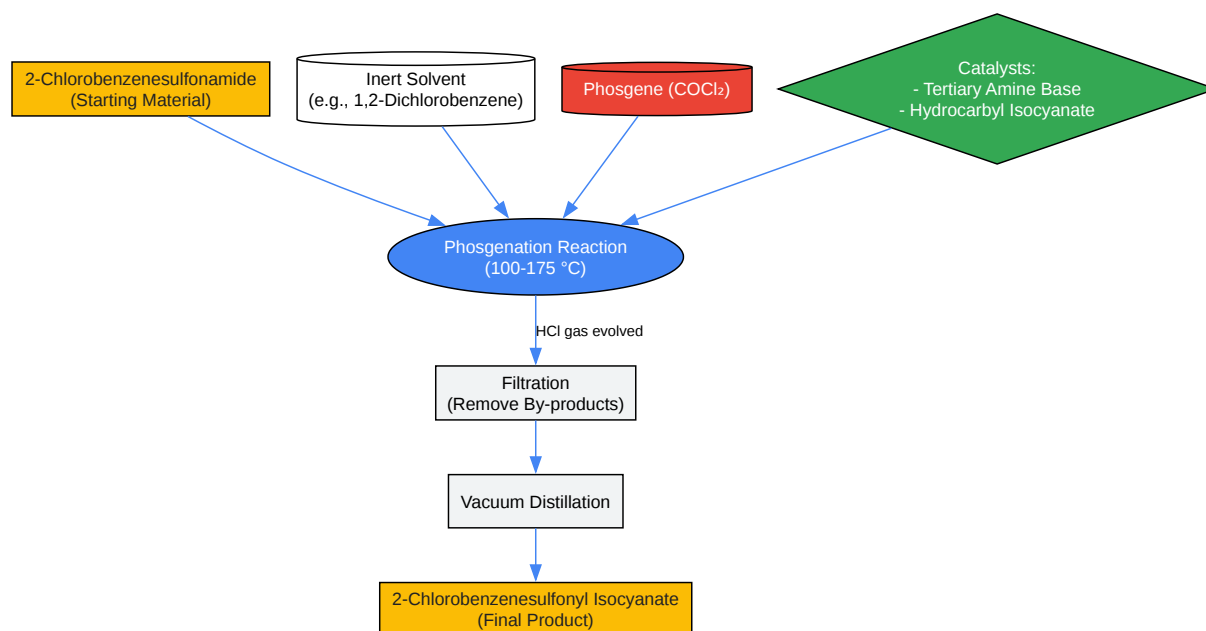 2-Chlorobenzenesulfonamide
(Starting Material)
Inert Solvent
(e.g., 1,2-Dichlorobenzene)
Phosgene (COCl₂)
Catalysts:
- Tertiary Amine Base
- Hydrocarbyl Isocyanate
Phosgenation Reaction
(100-175 °C)
HCl gas evolved
Filtration
(Remove By-products)
Vacuum Distillation
2-Chlorobenzenesulfonyl Isocyanate
(Final Product)